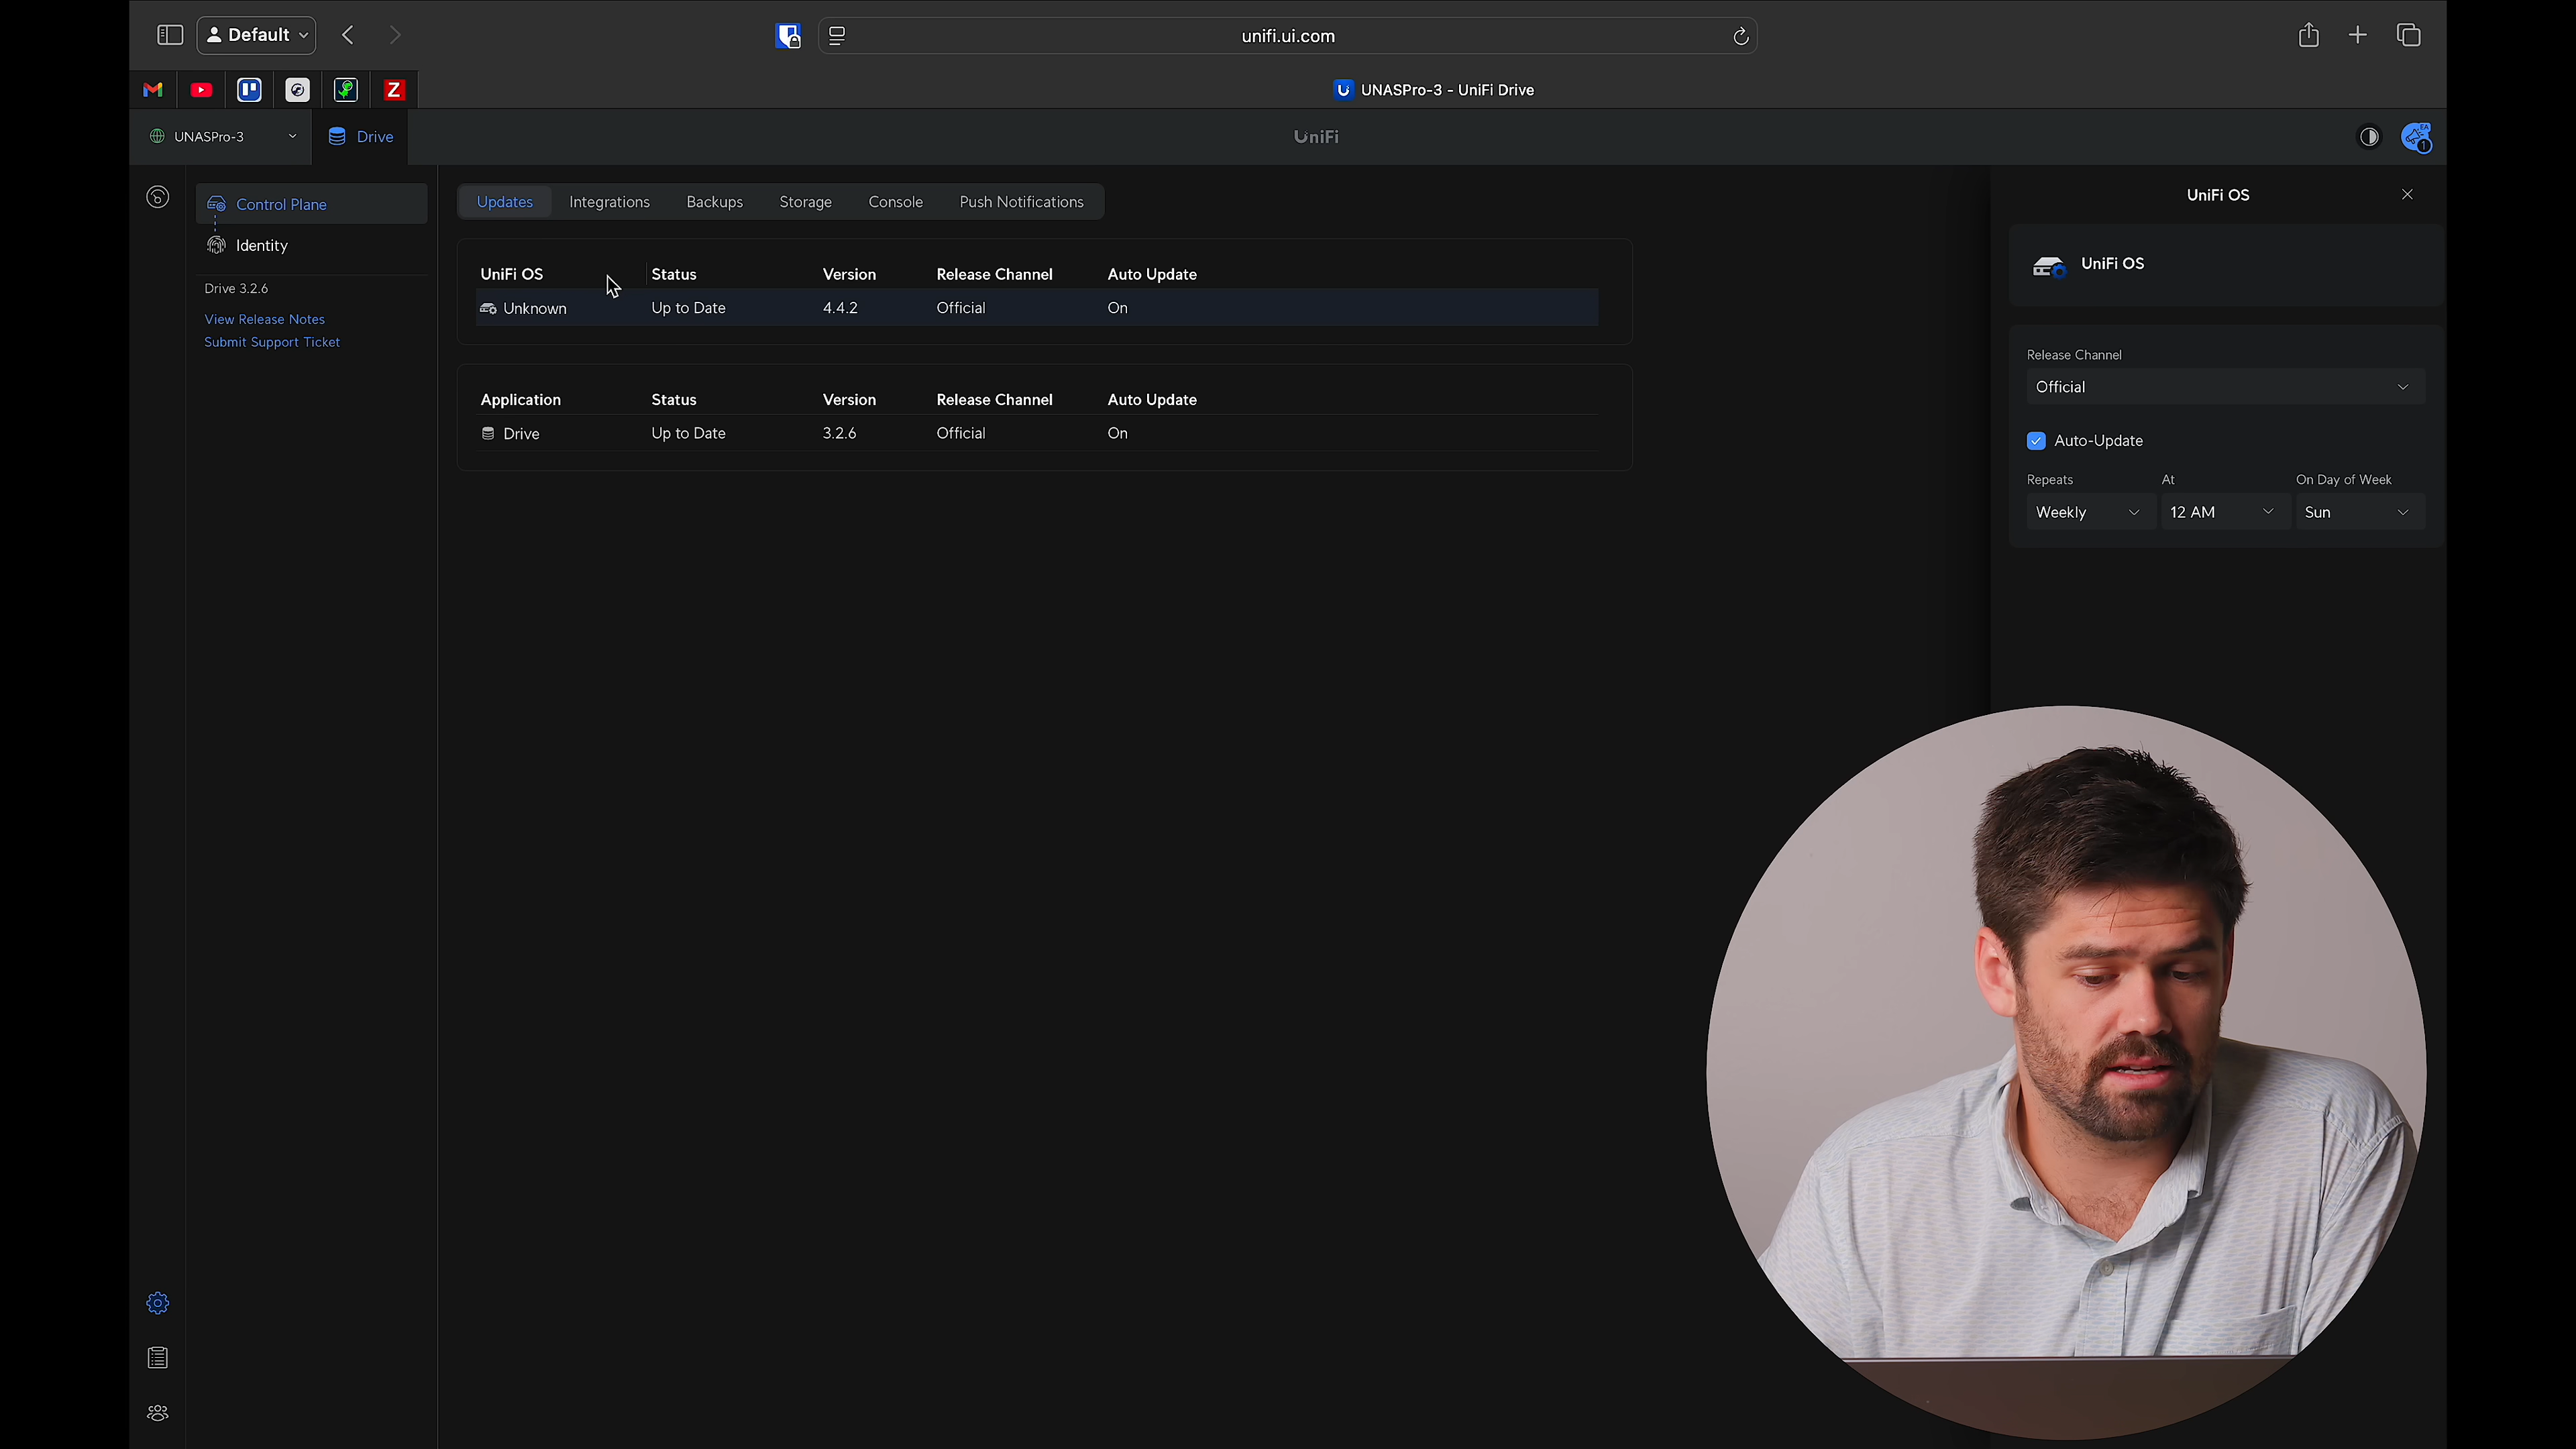 Default
unifi.ui.com
Z
UNASPro-3 - UniFi Drive
UNASPro-3
Drive
UniFi
EA
1
Control Plane
Identity
Drive 3.2.6
View Release Notes
Submit Support Ticket
Updates Integrations Backups Storage Console Push Notifications
UniFi OS Status Version Release Channel Auto Update
Unknown Up to Date 4.4.2 Official On
Application Status Version Release Channel Auto Update
Drive Up to Date 3.2.6 Official On
UniFi OS
UniFi OS
Release Channel
Official
Auto-Update
Repeats At On Day of Week
Weekly 12 AM Sun